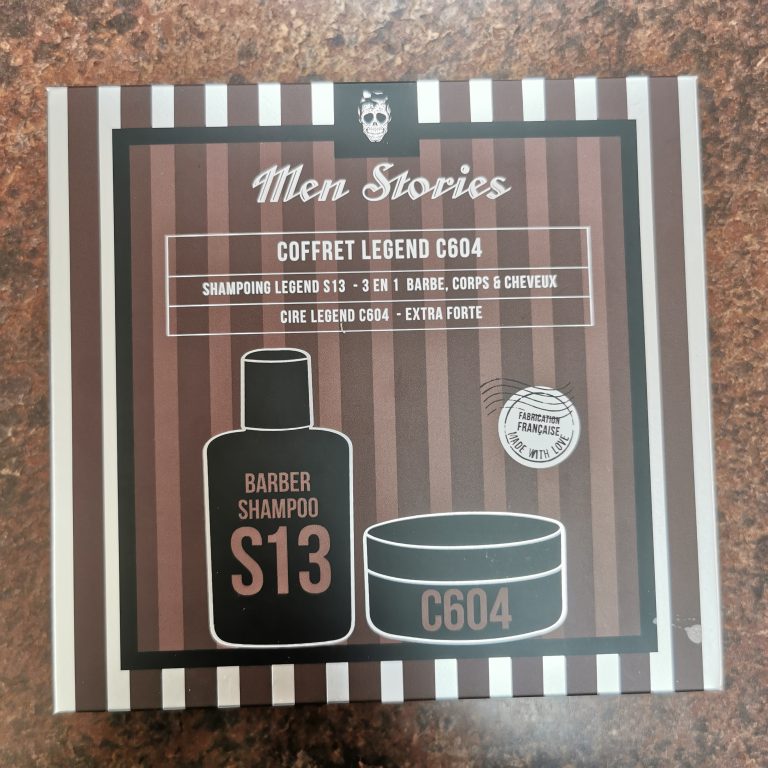 Men Stories
COFFRET LEGEND C604
SHAMPOING LEGEND S13 - 3 EN 1 BARBE, CORPS & CHEVEUX
CIRE LEGEND C604 - EXTRA FORTE
FABRICATION
FRANÇAISE
MADE WITH LOVE
BARBER
SHAMPOO
S13
C604